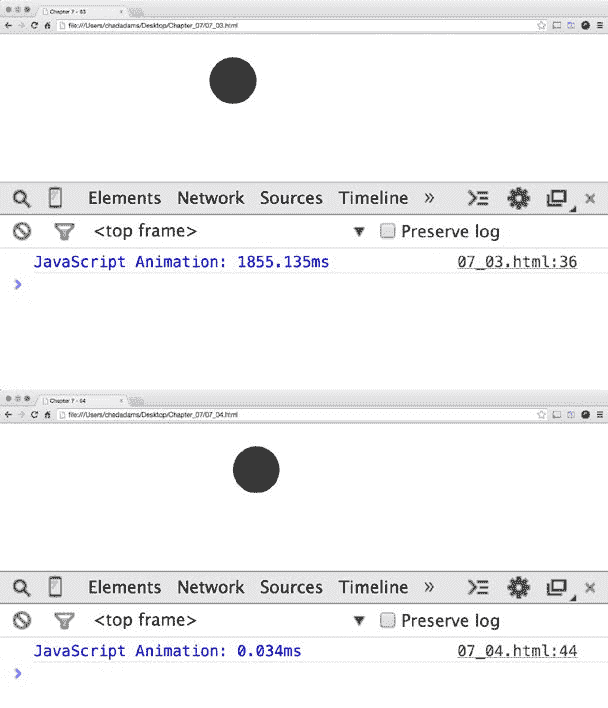 Chapter 7 - 03
file:///Users/chadadams/Desktop/Chapter_07/07_03.html
Elements Network Sources Timeline »
<top frame> Preserve log
JavaScript Animation: 1855.135ms 07_03.html:36
Chapter 7 - 04
file:///Users/chadadams/Desktop/Chapter_07/07_04.html
Elements Network Sources Timeline »
<top frame> Preserve log
JavaScript Animation: 0.034ms 07_04.html:44